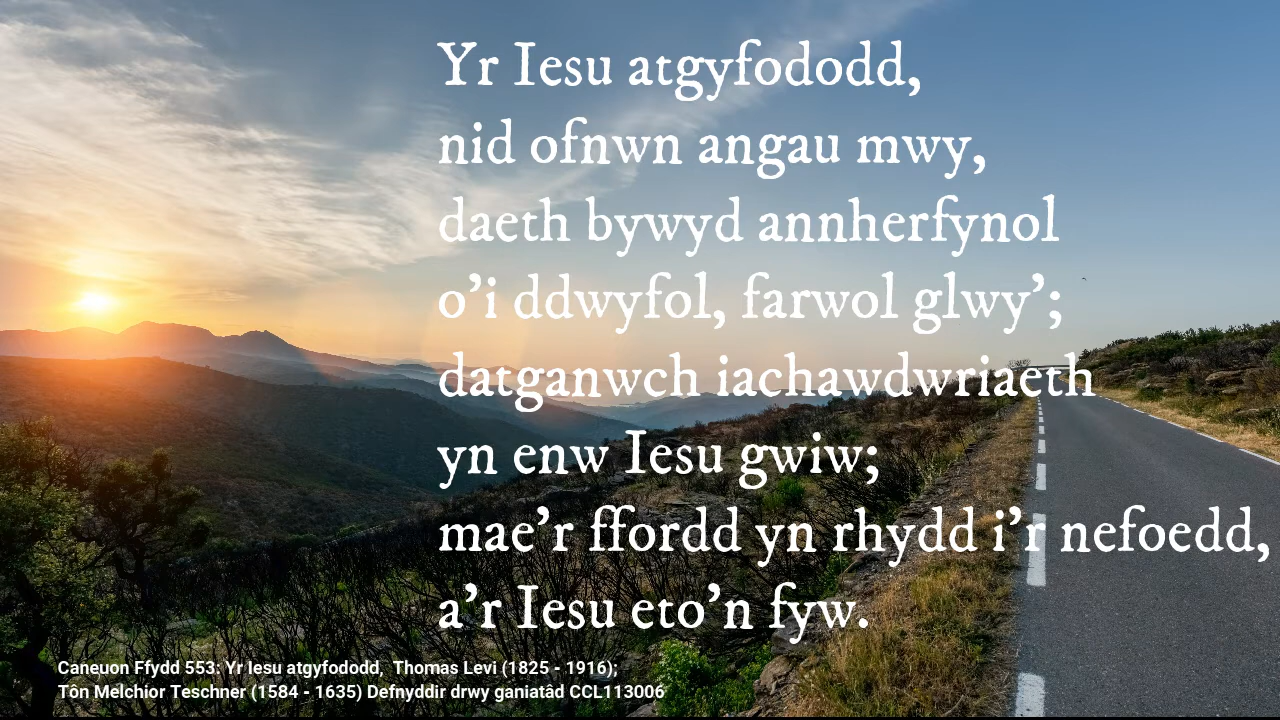 Yr Iesu atgyfododd,
nid ofnwn angau mwy,
daeth bywyd annherfynol
o’i ddwyfol, farwol glwy’;
datganwch iachawdwriaeth
yn enw Iesu gwiw;
mae’r ffordd yn rhydd i’r nefoedd,
a’r Iesu eto’n fyw.
Caneuon Ffydd 553: Yr Iesu atgyfododd, Thomas Levi (1825 - 1916);
Tôn Melchior Teschner (1584 - 1635) Defnyddir drwy ganiatâd CCL113006